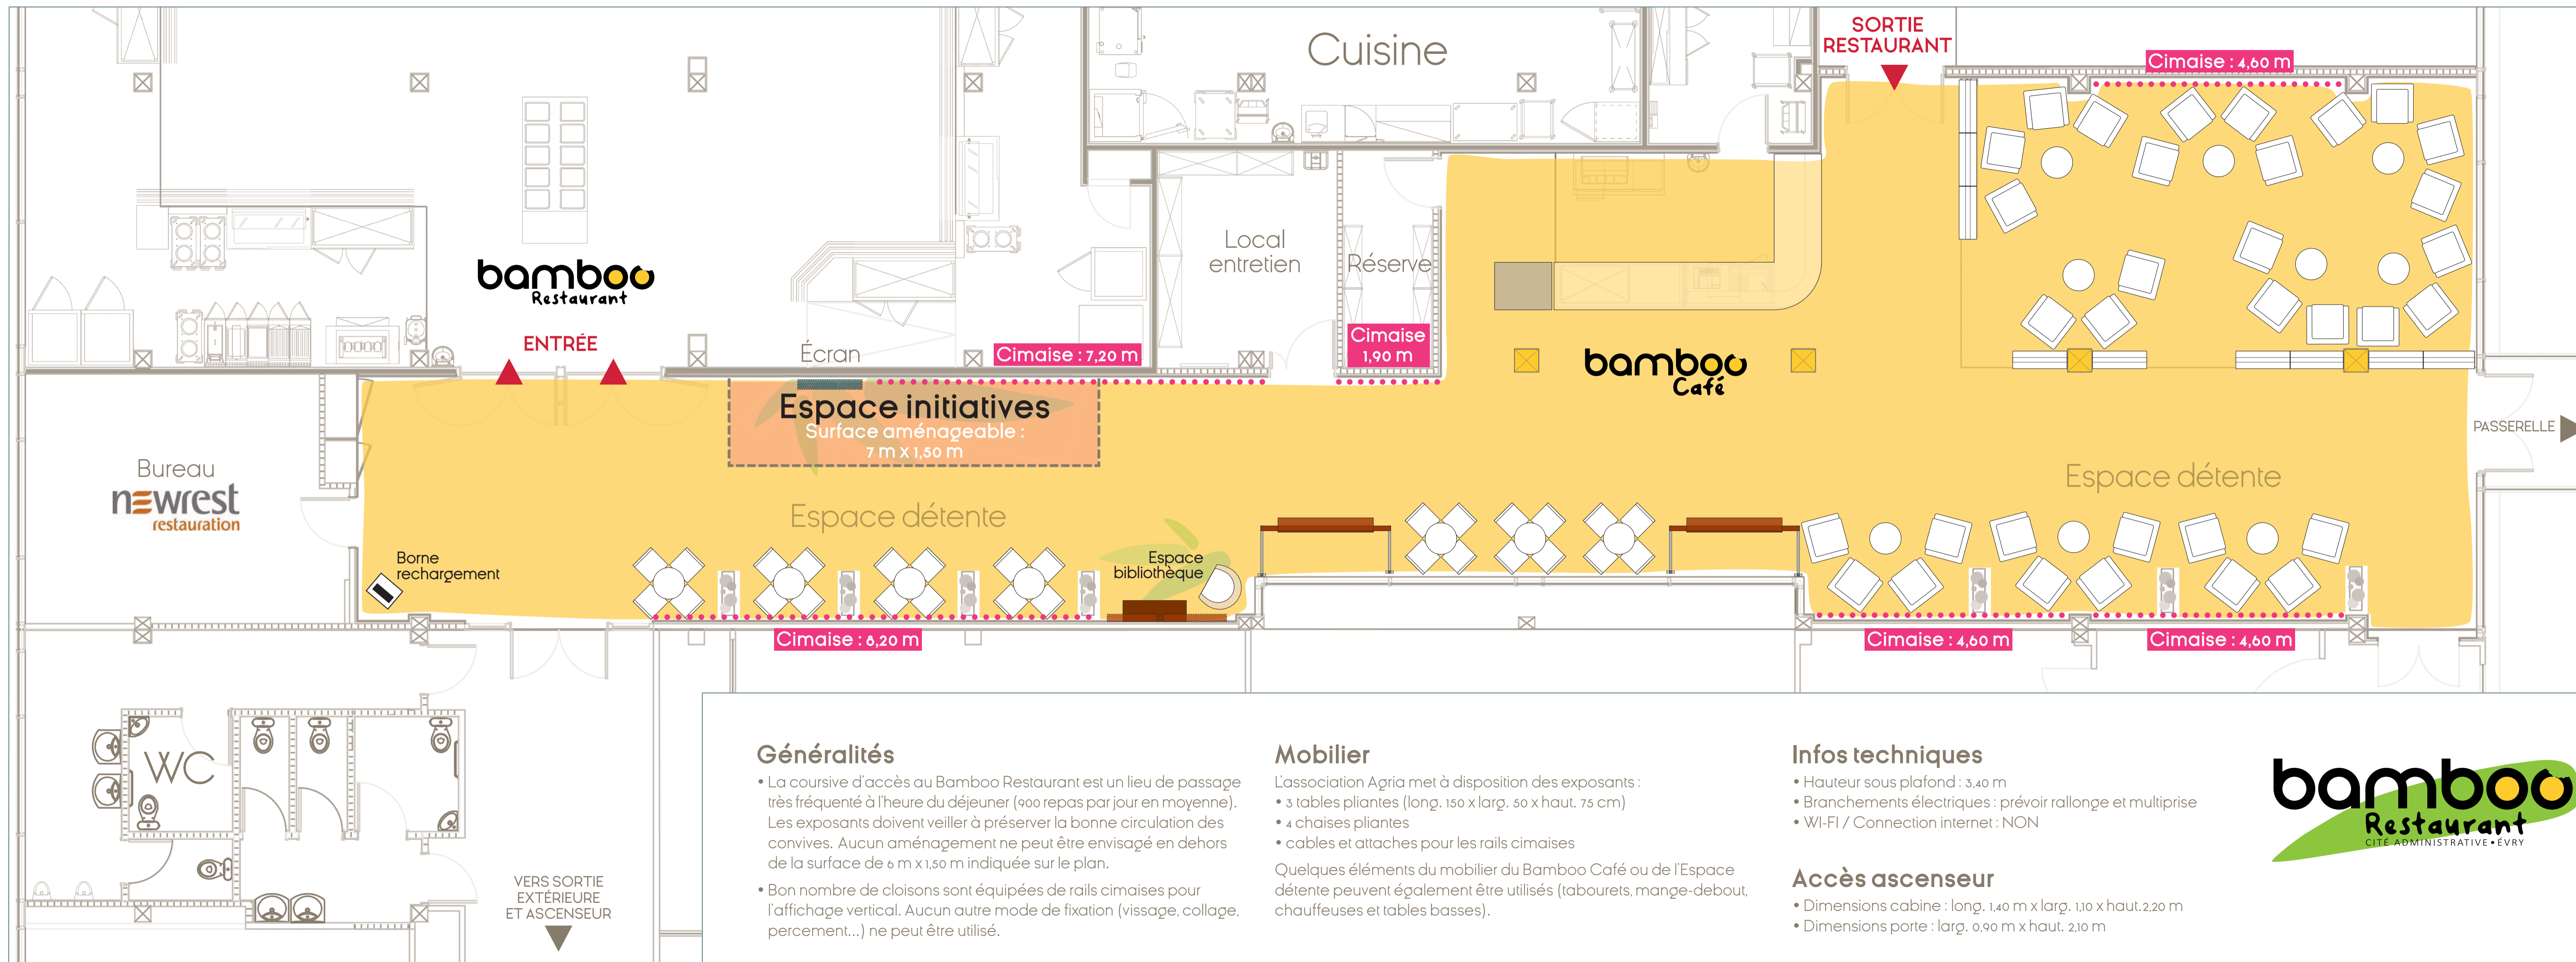 Cuisine
SORTIE
RESTAURANT
Cimaise : 4,60 m
bamboo
Restaurant
ENTRÉE
Écran
Cimaise : 7,20 m
Local
entretien
Réserve
Cimaise
1,90 m
bamboo
Café
Espace initiatives
Surface aménageable :
7 m x 1,50 m
PASSERELLE
Bureau
newrest
restauration
Espace détente
Espace détente
Borne
rechargement
Espace
bibliothèque
Cimaise : 8,20 m
Cimaise : 4,60 m
Cimaise : 4,60 m
WC
VERS SORTIE
EXTÉRIEURE
ET ASCENSEUR
Généralités
• La coursive d'accès au Bamboo Restaurant est un lieu de passage
très fréquenté à l'heure du déjeuner (900 repas par jour en moyenne).
Les exposants doivent veiller à préserver la bonne circulation des
convives. Aucun aménagement ne peut être envisagé en dehors
de la surface de 6 m x 1,50 m indiquée sur le plan.
• Bon nombre de cloisons sont équipées de rails cimaises pour
l'affichage vertical. Aucun autre mode de fixation (vissage, collage,
percement...) ne peut être utilisé.
Mobilier
L'association Agria met à disposition des exposants :
• 3 tables pliantes (long. 150 x larg. 50 x haut. 75 cm)
• 4 chaises pliantes
• cables et attaches pour les rails cimaises
Quelques éléments du mobilier du Bamboo Café ou de l'Espace
détente peuvent également être utilisés (tabourets, mange-debout,
chauffeuses et tables basses).
Infos techniques
• Hauteur sous plafond : 3,40 m
• Branchements électriques : prévoir rallonge et multiprise
• WI-FI / Connection internet : NON
Accès ascenseur
• Dimensions cabine : long. 1,40 m x larg. 1,10 x haut.2,20 m
• Dimensions porte : larg. 0,90 m x haut. 2,10 m
bamboo
Restaurant
CITÉ ADMINISTRATIVE • ÉVRY